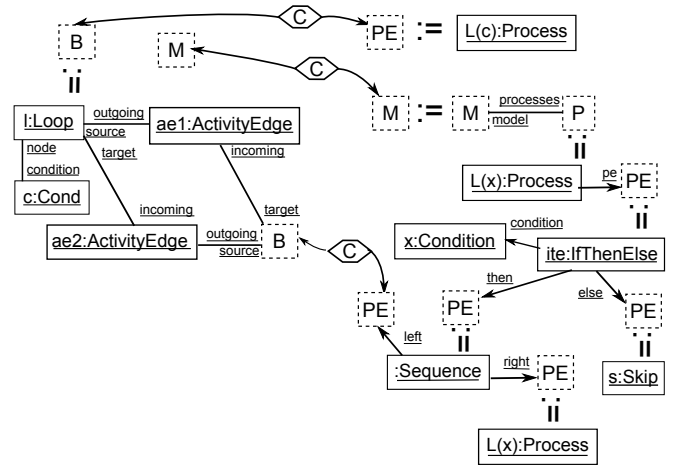 C
B
PE := L(c):Process
M
C
:=
M := M processes model P
l:Loop outgoing source ae1:ActivityEdge
:=
node target incoming
L(x):Process pe PE
condition
c:Cond
:=
condition
incoming target x:Condition ite:IfThenElse
ae2:ActivityEdge outgoing source B C
then else
PE PE PE
left := :=
:Sequence right PE s:Skip
:=
L(x):Process